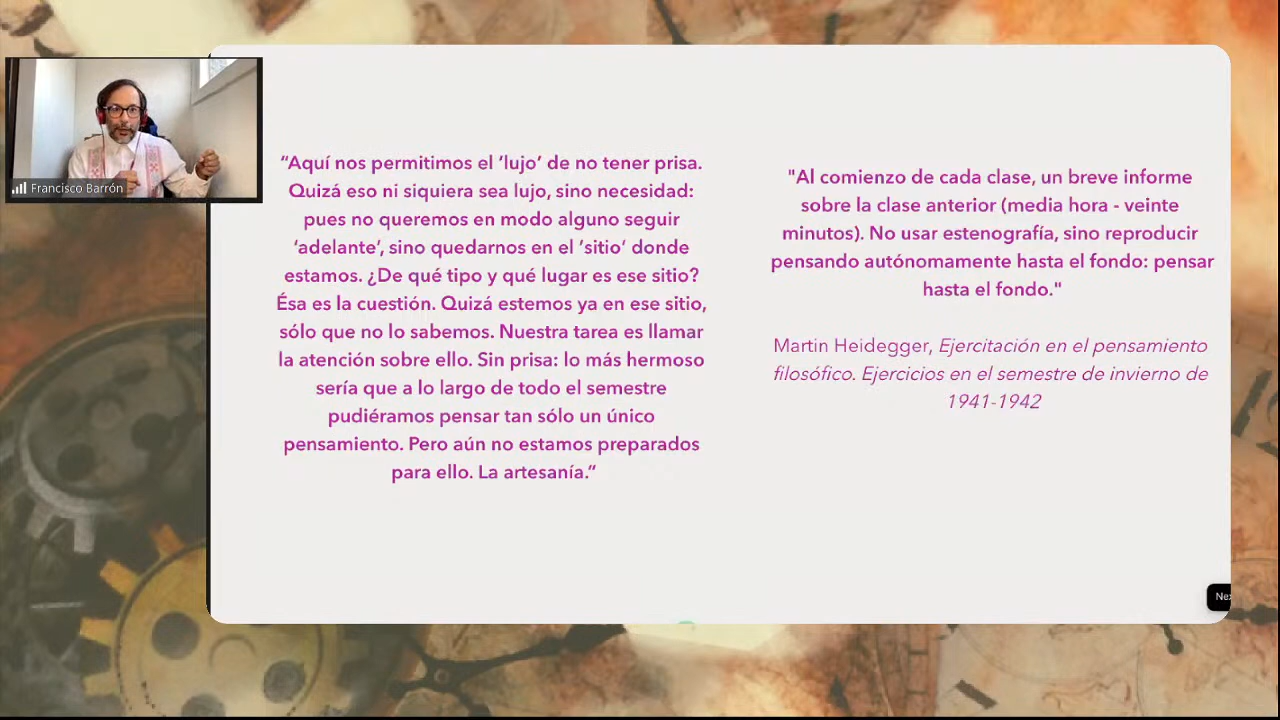 Francisco Barrón
“Aquí nos permitimos el ‘lujo’ de no tener prisa.
Quizá eso ni siquiera sea lujo, sino necesidad:
pues no queremos en modo alguno seguir
‘adelante’, sino quedarnos en el ‘sitio’ donde
estamos. ¿De qué tipo y qué lugar es ese sitio?
Ésa es la cuestión. Quizá estemos ya en ese sitio,
sólo que no lo sabemos. Nuestra tarea es llamar
la atención sobre ello. Sin prisa: lo más hermoso
sería que a lo largo de todo el semestre
pudiéramos pensar tan sólo un único
pensamiento. Pero aún no estamos preparados
para ello. La artesanía.”
"Al comienzo de cada clase, un breve informe
sobre la clase anterior (media hora - veinte
minutos). No usar estenografía, sino reproducir
pensando autónomamente hasta el fondo: pensar
hasta el fondo."
Martin Heidegger, Ejercitación en el pensamiento
filosófico. Ejercicios en el semestre de invierno de
1941-1942